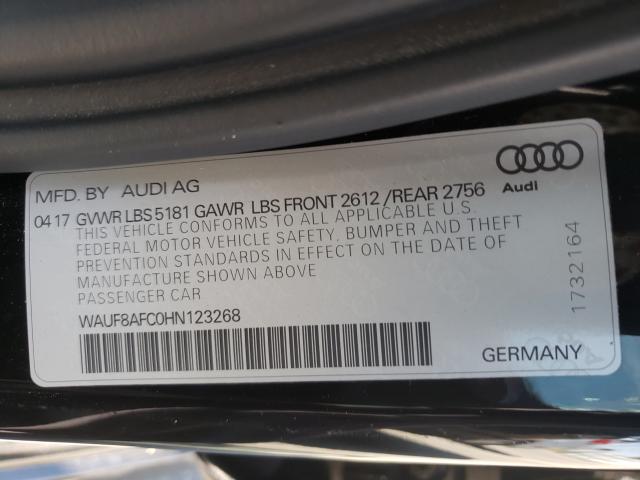 MFD. BY AUDI AG
Audi
04 17 GVWR LBS 5181 GAWR LBS FRONT 2612 /REAR 2756
THIS VEHICLE CONFORMS TO ALL APPLICABLE U.S.
FEDERAL MOTOR VEHICLE SAFETY, BUMPER AND THEFT
PREVENTION STANDARDS IN EFFECT ON THE DATE OF
MANUFACTURE SHOWN ABOVE
PASSENGER CAR
WAUF8AFC0HN123268
GERMANY
1732164